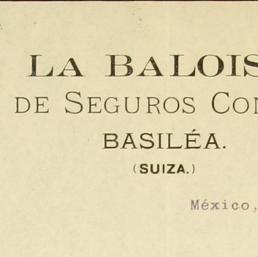 LA BALOIS
DE SEGUROS CON
BASILÉA.
(SUIZA.)
México,